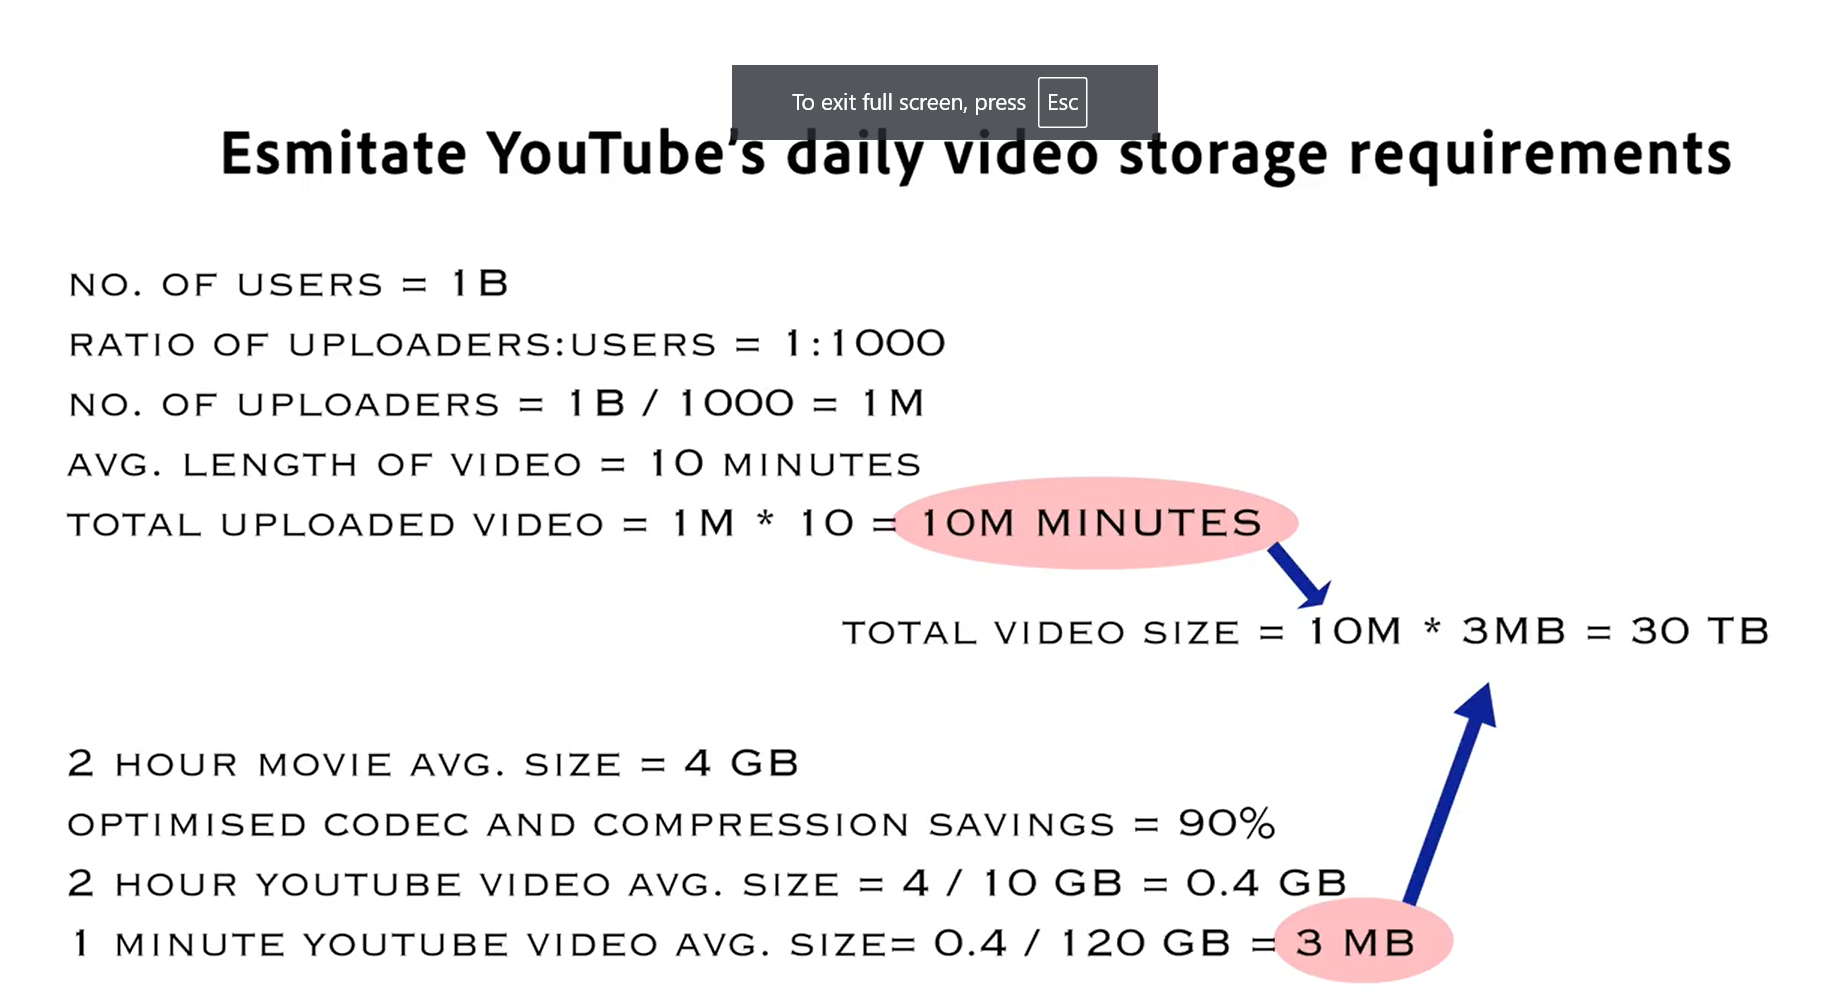 To exit full screen, press Esc
Esmitate YouTube's daily video storage requirements
NO. OF USERS = 1B
RATIO OF UPLOADERS:USERS = 1:1000
NO. OF UPLOADERS = 1B / 1000 = 1M
AVG. LENGTH OF VIDEO = 10 MINUTES
TOTAL UPLOADED VIDEO = 1M * 10 = 10M MINUTES
TOTAL VIDEO SIZE = 10M * 3MB = 30 TB
2 HOUR MOVIE AVG. SIZE = 4 GB
OPTIMISED CODEC AND COMPRESSION SAVINGS = 90%
2 HOUR YOUTUBE VIDEO AVG. SIZE = 4 / 10 GB = 0.4 GB
1 MINUTE YOUTUBE VIDEO AVG. SIZE= 0.4 / 120 GB = 3 MB